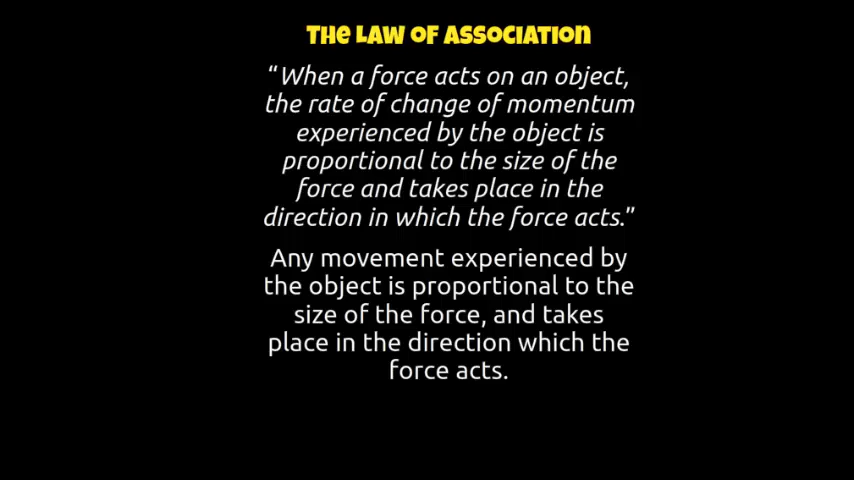 The Law of Association
“When a force acts on an object,
the rate of change of momentum
experienced by the object is
proportional to the size of the
force and takes place in the
direction in which the force acts.”
Any movement experienced by
the object is proportional to the
size of the force, and takes
place in the direction which the
force acts.